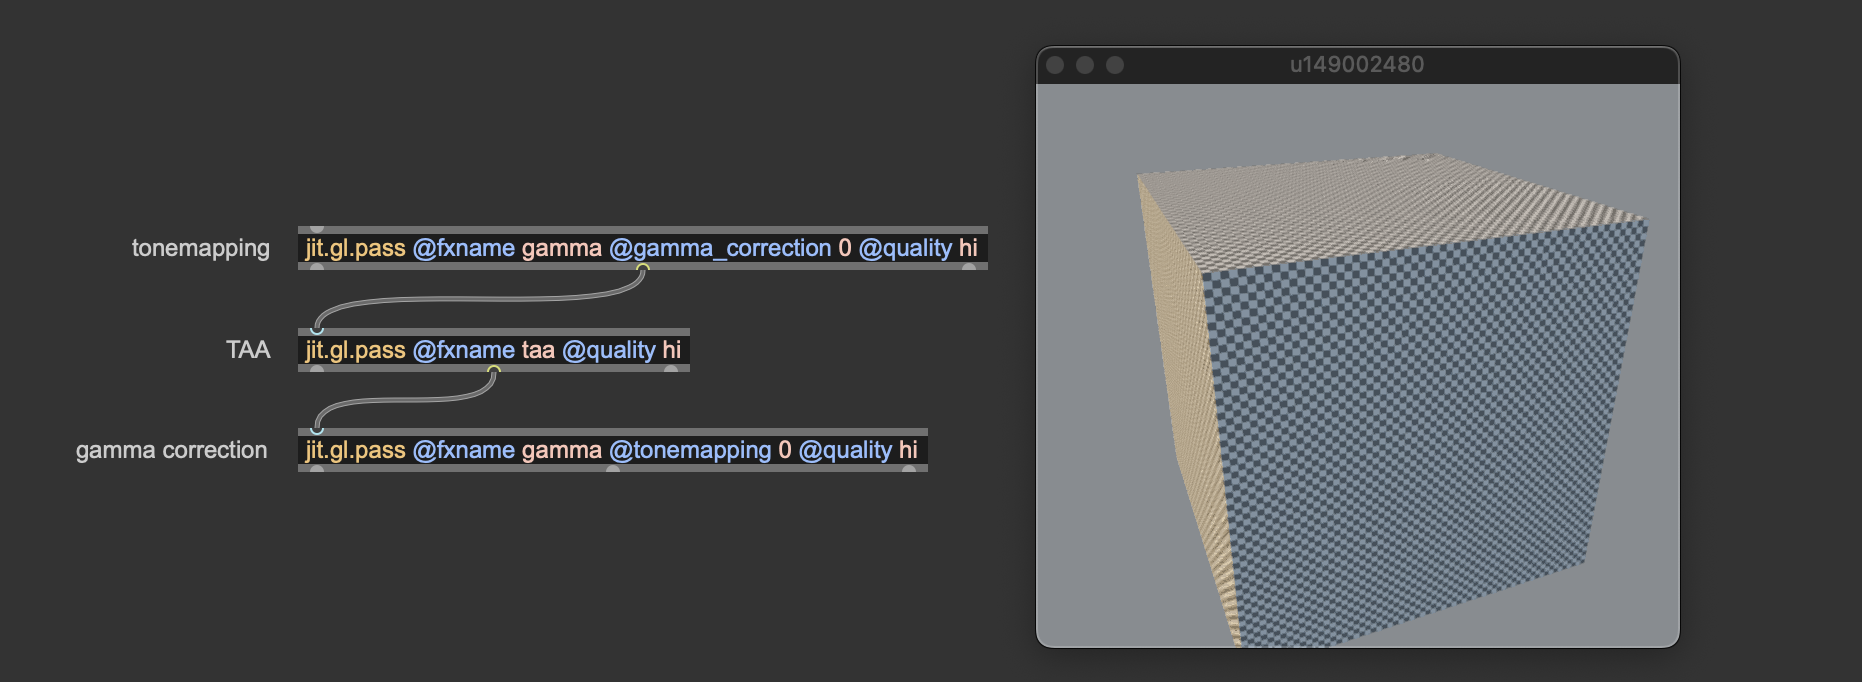 u149002480
tonemapping
jit.gl.pass @fxname gamma @gamma_correction 0 @quality hi
TAA
jit.gl.pass @fxname taa @quality hi
gamma correction
jit.gl.pass @fxname gamma @tonemapping 0 @quality hi